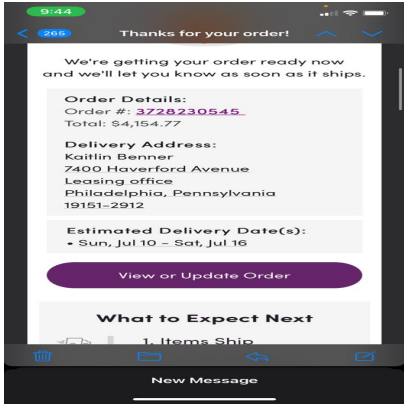 9:44
265
Thanks for your order!
We're getting your order ready now
and we'll let you know as soon as it ships.
Order Details:
Order #: 3728230545
Total: $4,154.77
Delivery Address:
Kaitlin Benner
7400 Haverford Avenue
Leasing office
Philadelphia, Pennsylvania
19151-2912
Estimated Delivery Date(s):
• Sun, Jul 10 - Sat, Jul 16
View or Update Order
What to Expect Next
1. Items Ship
New Message